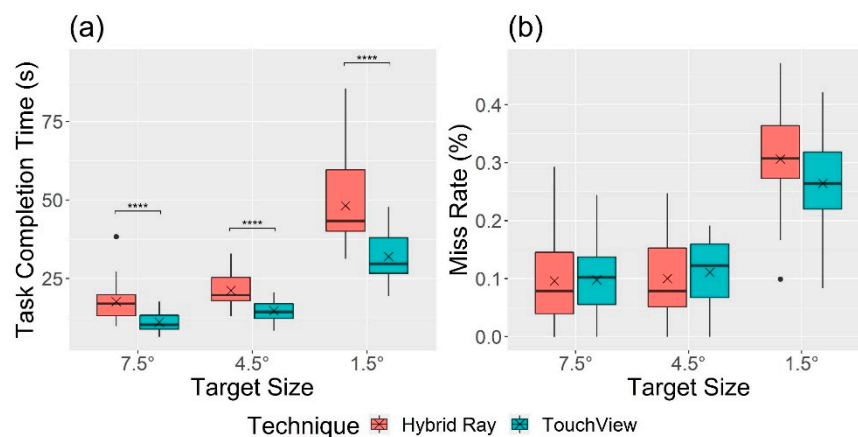 (a)
Task Completion Time (s)
75
50
25
****
****
****
7.5°
4.5°
1.5°
Target Size
(b)
Miss Rate (%)
0.4
0.3
0.2
0.1
0.0
7.5°
4.5°
1.5°
Target Size
Technique Hybrid Ray TouchView